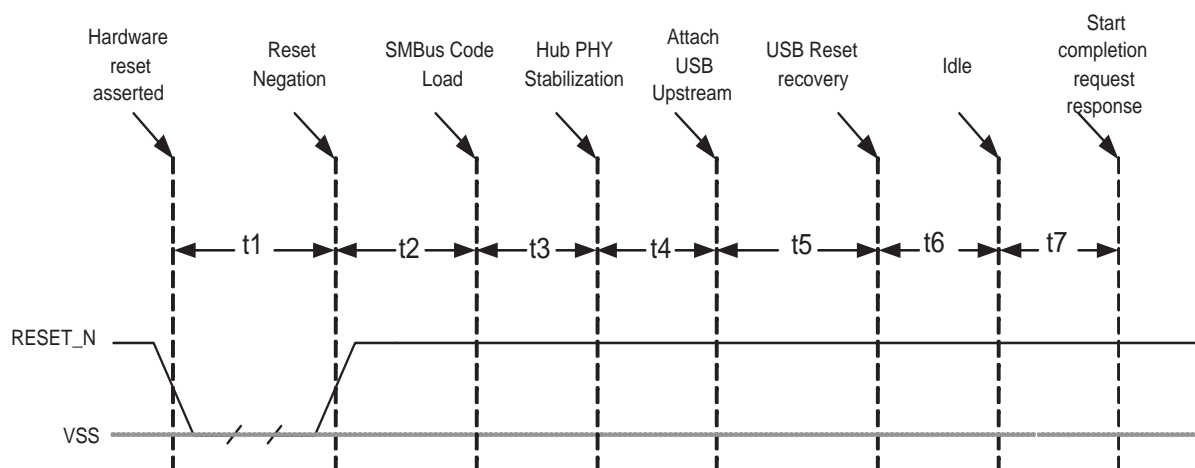 Hardware
reset
asserted
Reset
Negation
SMBus Code
Load
Hub PHY
Stabilization
Attach
USB
Upstream
USB Reset
recovery
Idle
Start
completion
request
response
t1
t2
t3
t4
t5
t6
t7
RESET_N
VSS